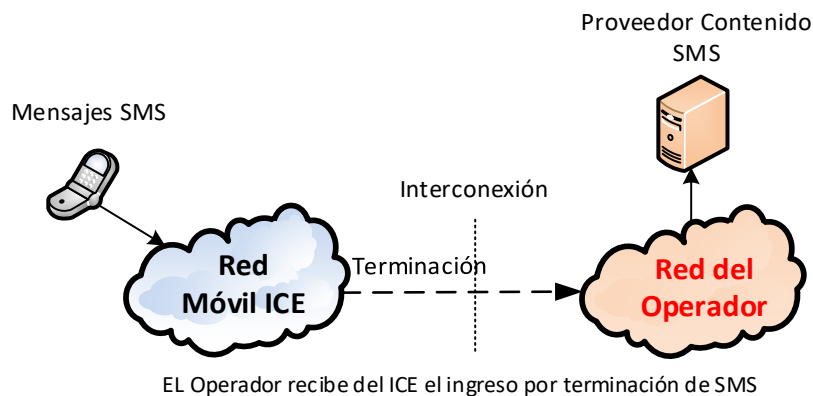 Proveedor Contenido
SMS
Mensajes SMS
Interconexión
Red
Móvil ICE
Terminación
Red del
Operador
EL Operador recibe del ICE el ingreso por terminación de SMS